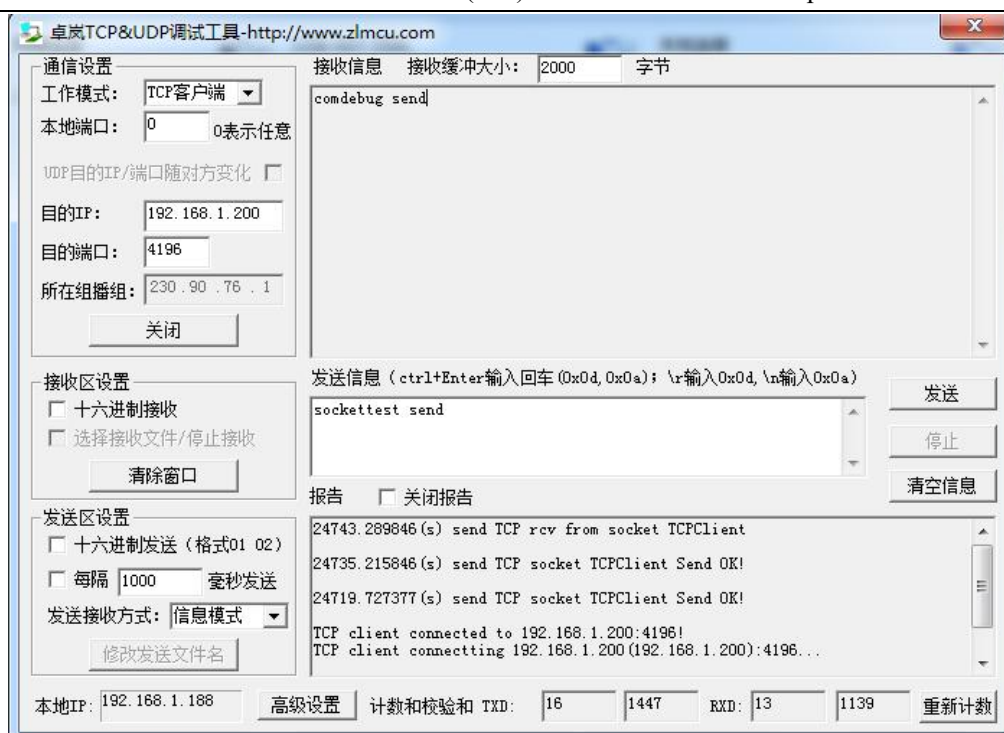 卓岚TCP&UDP调试工具-http://www.zlmcu.com
通信设置
工作模式： TCP客户端
本地端口： 0 0表示任意
UDP目的IP/端口随对方变化
目的IP： 192.168.1.200
目的端口： 4196
所在组播组： 230 . 90 . 76 . 1
关闭
接收区设置
十六进制接收
选择接收文件/停止接收
清除窗口
发送区设置
十六进制发送（格式01 02）
每隔 1000 毫秒发送
发送接收方式： 信息模式
修改发送文件名
接收信息 接收缓冲大小： 2000 字节
comdebug send
发送信息（ctrl+Enter输入回车(0x0d,0x0a)；\r输入0x0d,\n输入0x0a）
sockettest send
发送
停止
清空信息
报告 关闭报告
24743.289846(s) send TCP rcv from socket TCPClient
24735.215846(s) send TCP socket TCPClient Send OK!
24719.727377(s) send TCP socket TCPClient Send OK!
TCP client connected to 192.168.1.200:4196!
TCP client connectting 192.168.1.200(192.168.1.200):4196...
本地IP: 192.168.1.188 高级设置 计数和校验和 TXD: 16 1447 RXD: 13 1139 重新计数